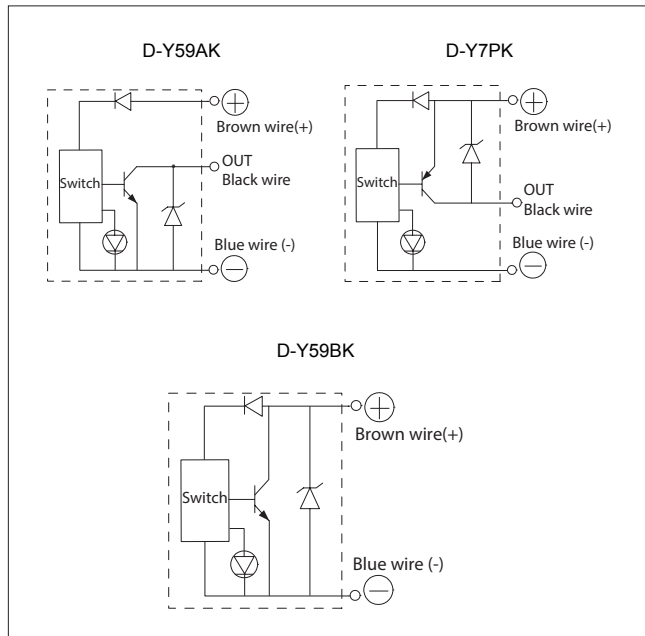 D-Y59AK
+
Brown wire(+)
Switch
OUT
Black wire
Blue wire (-)
−
D-Y7PK
+
Brown wire(+)
Switch
OUT
Black wire
Blue wire (-)
−
D-Y59BK
+
Brown wire(+)
Switch
Blue wire (-)
−